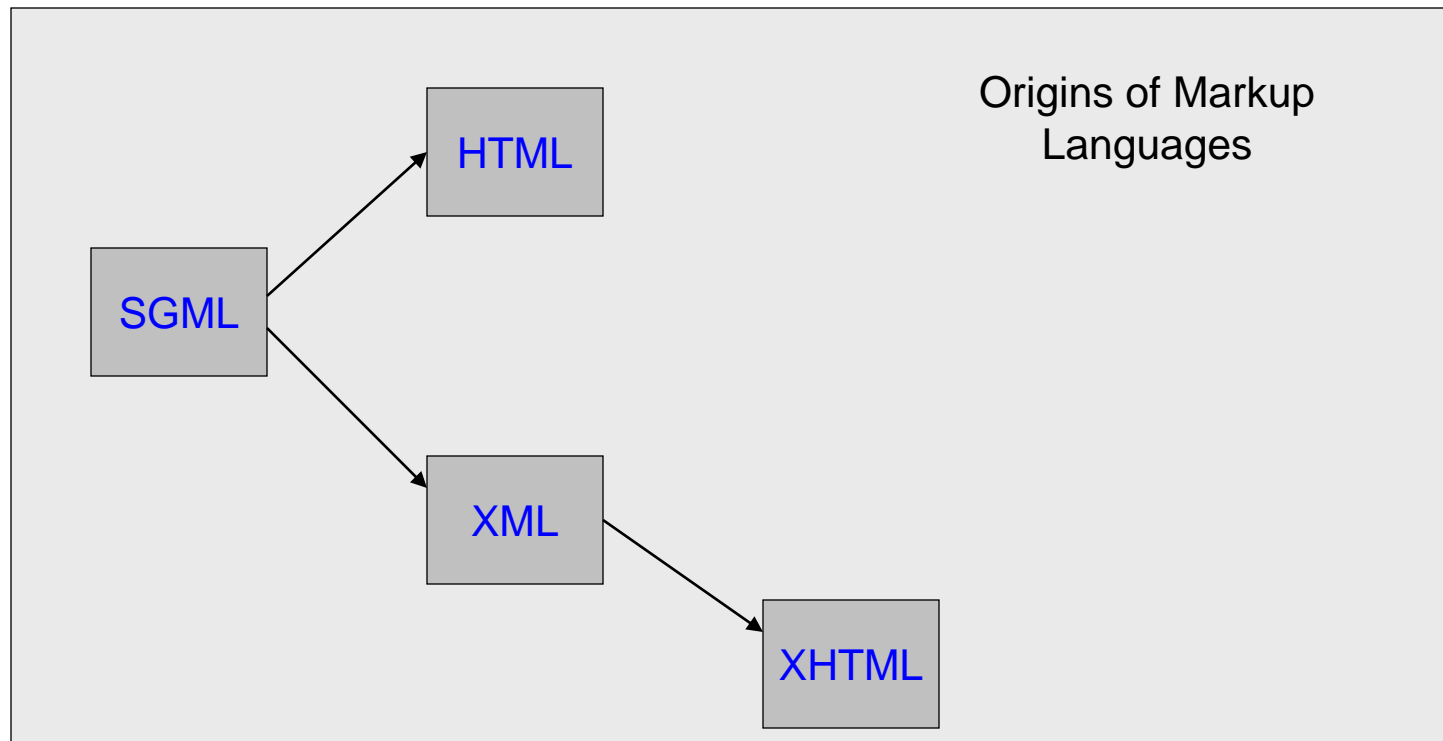 Origins of Markup
Languages
HTML
SGML
XML
XHTML